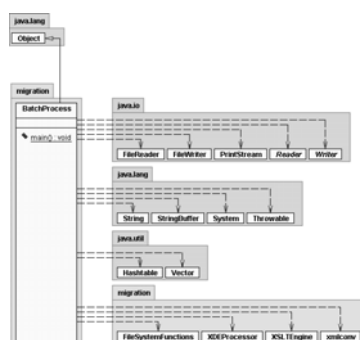 java.lang
Object
migration
BatchProcess
main() : void
java.io
FileReader FileWriter PrintStream Reader Writer
java.lang
String StringBuffer System Throwable
java.util
Hashtable Vector
migration
FileSystemFunctions XDEProcessor XSLTEngine xmlconv